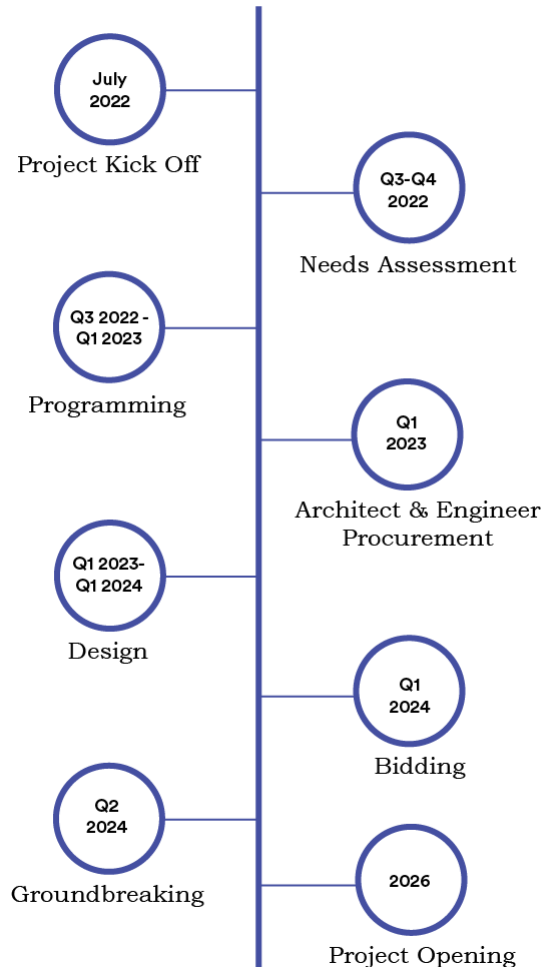 July
2022
Project Kick Off
Q3-Q4
2022
Needs Assessment
Q3 2022 -
Q1 2023
Programming
Q1
2023
Architect & Engineer
Procurement
Q1 2023-
Q1 2024
Design
Q1
2024
Bidding
Q2
2024
Groundbreaking
2026
Project Opening